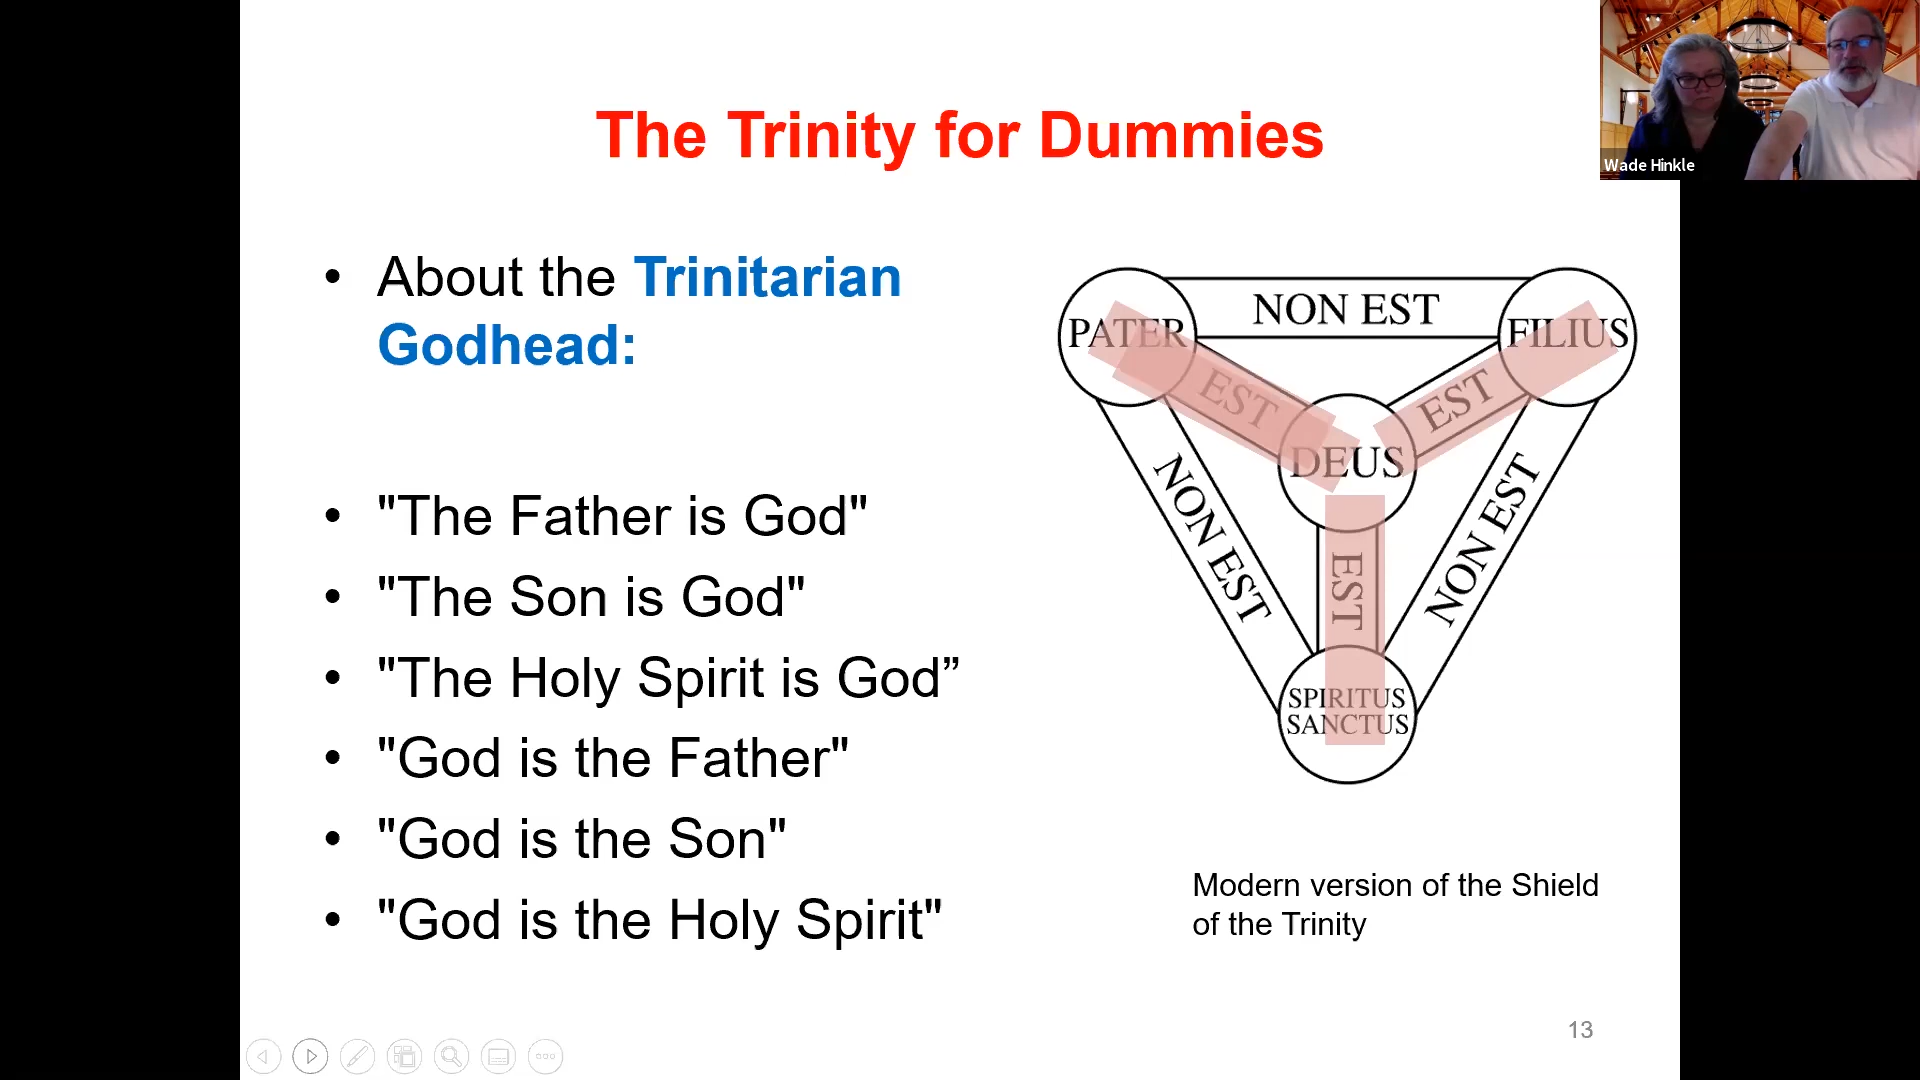 The Trinity for Dummies
Wade Hinkle
• About the Trinitarian
Godhead:
• "The Father is God"
• "The Son is God"
• "The Holy Spirit is God”
• "God is the Father"
• "God is the Son"
• "God is the Holy Spirit"
PATER
NON EST
FILIUS
EST
EST
DEUS
NON EST
EST
NON EST
SPIRITUS
SANCTUS
Modern version of the Shield
of the Trinity
13